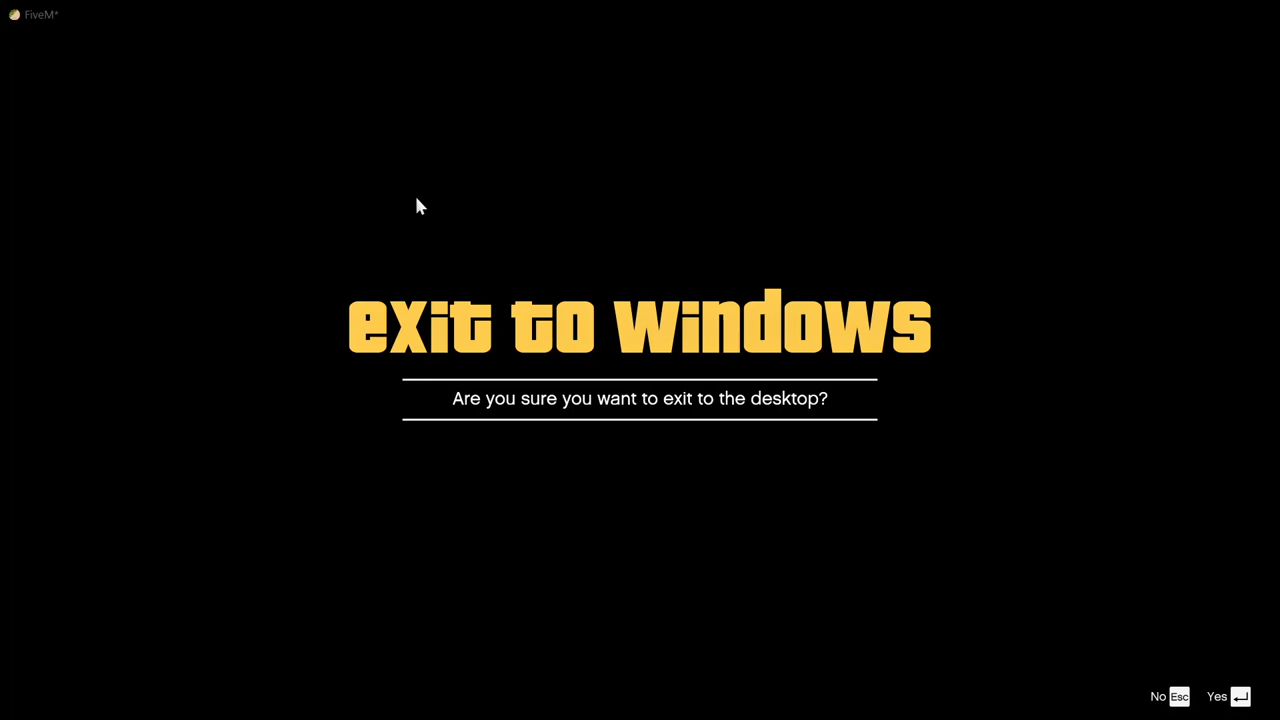 FiveM*
exit to windows
Are you sure you want to exit to the desktop?
No Esc Yes